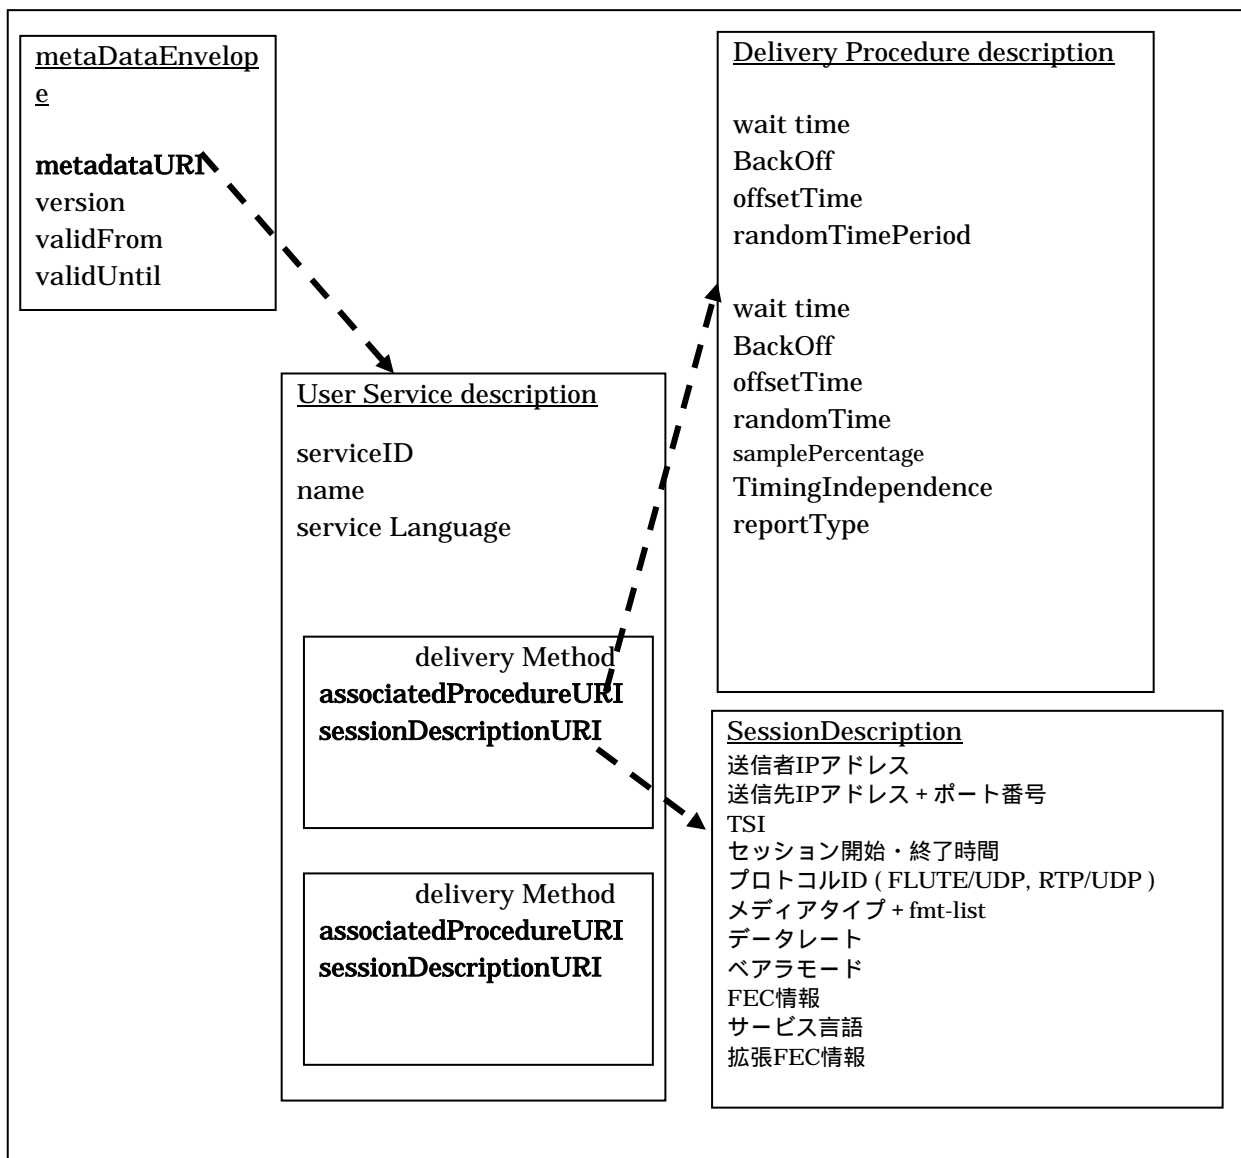 metaDataEnvelop
e
metadataURI
version
validFrom
validUntil
Delivery Procedure description
wait time
BackOff
offsetTime
randomTimePeriod
wait time
BackOff
offsetTime
randomTime
samplePercentage
TimingIndependence
reportType
User Service description
serviceID
name
service Language
delivery Method
associatedProcedureURI
sessionDescriptionURI
delivery Method
associatedProcedureURI
sessionDescriptionURI
SessionDescription
送信者IPアドレス
送信先IPアドレス + ポート番号
TSI
セッション開始・終了時間
プロトコルID ( FLUTE/UDP, RTP/UDP )
メディアタイプ + fmt-list
データレート
ベアラモード
FEC情報
サービス言語
拡張FEC情報